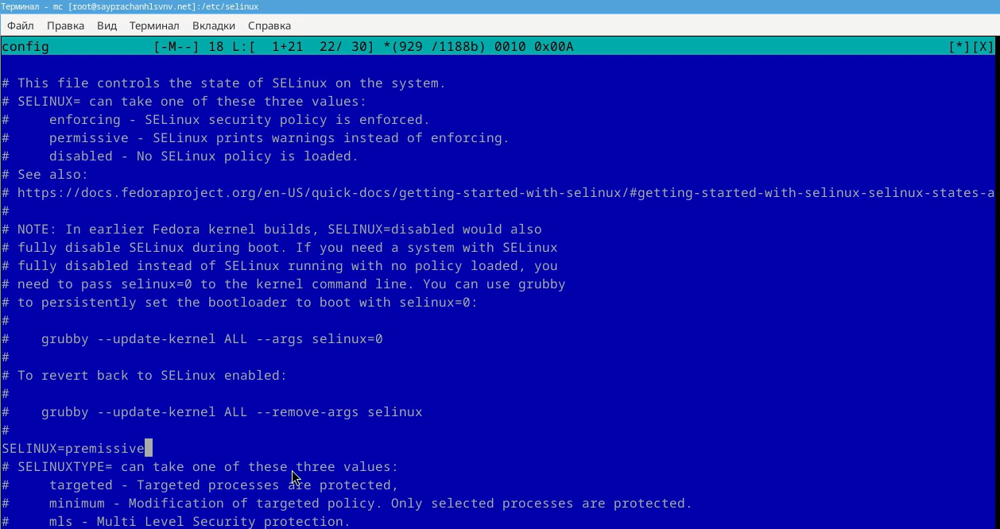 Терминал - mc [root@sayprachanhlsvnv.net]:/etc/selinux
Файл Правка Вид Терминал Вкладки Справка
config [-M--] 18 L:[ 1+21 22/ 30] *(929 /1188b) 0010 0x00A [*][X]
# This file controls the state of SELinux on the system.
# SELINUX= can take one of these three values:
#     enforcing - SELinux security policy is enforced.
#     permissive - SELinux prints warnings instead of enforcing.
#     disabled - No SELinux policy is loaded.
# See also:
# https://docs.fedoraproject.org/en-US/quick-docs/getting-started-with-selinux/#getting-started-with-selinux-selinux-states-a
#
# NOTE: In earlier Fedora kernel builds, SELINUX=disabled would also
# fully disable SELinux during boot. If you need a system with SELinux
# fully disabled instead of SELinux running with no policy loaded, you
# need to pass selinux=0 to the kernel command line. You can use grubby
# to persistently set the bootloader to boot with selinux=0:
#
#    grubby --update-kernel ALL --args selinux=0
#
# To revert back to SELinux enabled:
#
#    grubby --update-kernel ALL --remove-args selinux
#
SELINUX=premissive
# SELINUXTYPE= can take one of these three values:
#     targeted - Targeted processes are protected,
#     minimum - Modification of targeted policy. Only selected processes are protected.
#     mls - Multi Level Security protection.